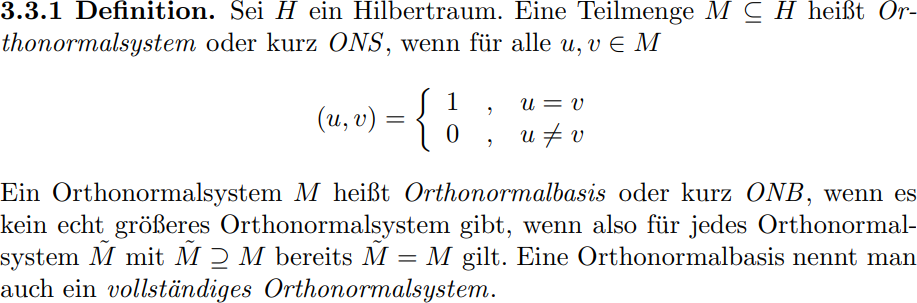 3.3.1 Definition. Sei H ein Hilbertraum. Eine Teilmenge M ⊆ H heißt Or-
thonormalsystem oder kurz ONS, wenn für alle u, v ∈ M
(u, v) = { 1 , u = v
0 , u ≠ v
Ein Orthonormalsystem M heißt Orthonormalbasis oder kurz ONB, wenn es
kein echt größeres Orthonormalsystem gibt, wenn also für jedes Orthonormal-
system M̃ mit M̃ ⊇ M bereits M̃ = M gilt. Eine Orthonormalbasis nennt man
auch ein vollständiges Orthonormalsystem.